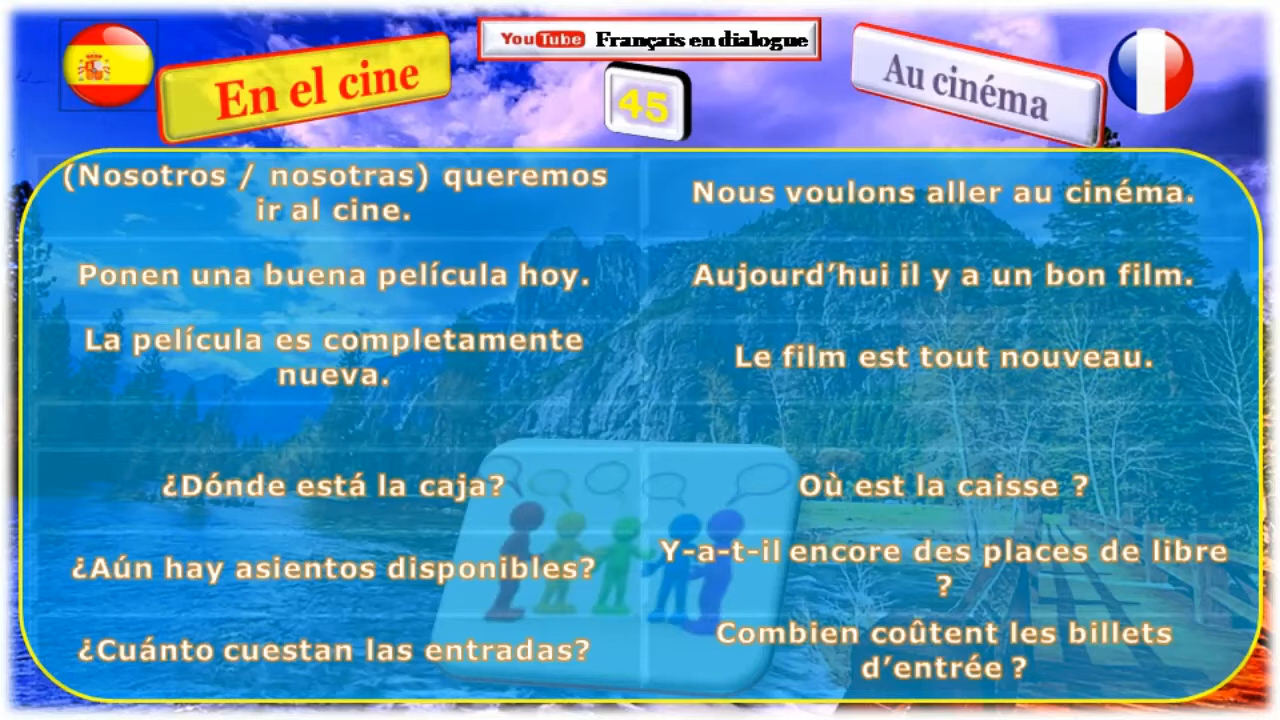 YouTube Français en dialogue
En el cine
45
Au cinéma
(Nosotros / nosotras) queremos
ir al cine.
Nous voulons aller au cinéma.
Ponen una buena película hoy.
Aujourd’hui il y a un bon film.
La película es completamente
nueva.
Le film est tout nouveau.
¿Dónde está la caja?
Où est la caisse ?
¿Aún hay asientos disponibles?
Y-a-t-il encore des places de libre
?
¿Cuánto cuestan las entradas?
Combien coûtent les billets
d’entrée ?